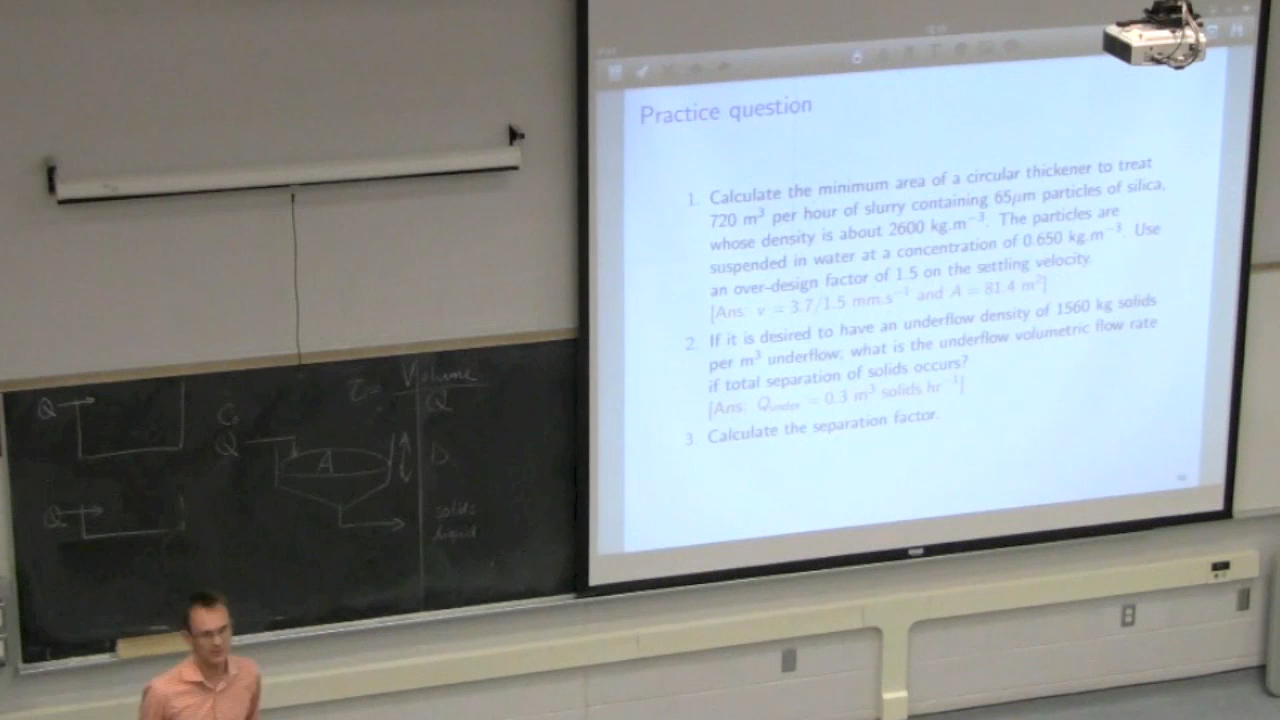 Practice question
1. Calculate the minimum area of a circular thickener to treat
720 m³ per hour of slurry containing 65μm particles of silica,
whose density is about 2600 kg.m⁻³. The particles are
suspended in water at a concentration of 0.650 kg.m⁻³. Use
an over-design factor of 1.5 on the settling velocity.
[Ans: v = 3.7/1.5 mm.s⁻¹ and A = 81.4 m²]
2. If it is desired to have an underflow density of 1560 kg solids
per m³ underflow; what is the underflow volumetric flow rate
if total separation of solids occurs?
[Ans: Q_under = 0.3 m³ solids hr⁻¹]
3. Calculate the separation factor.
τ = Volume
Q
Q
C₀
Q
A
D
Q
solids
liquid